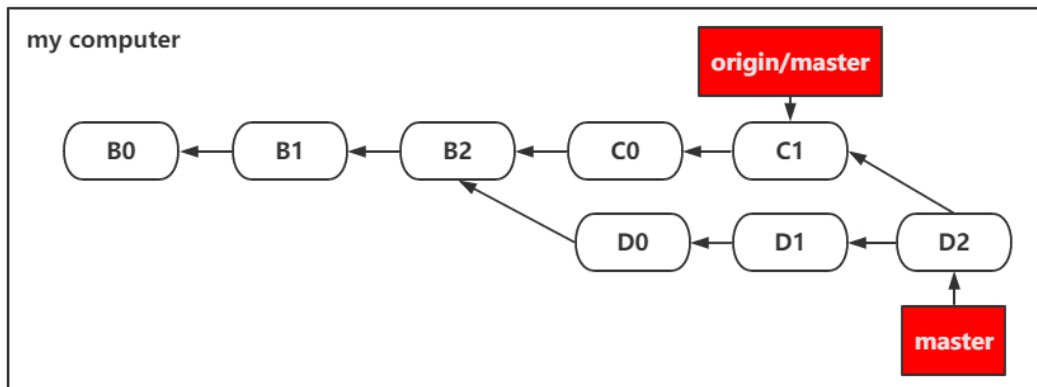 my computer
origin/master
B0 B1 B2 C0 C1
D0 D1 D2
master